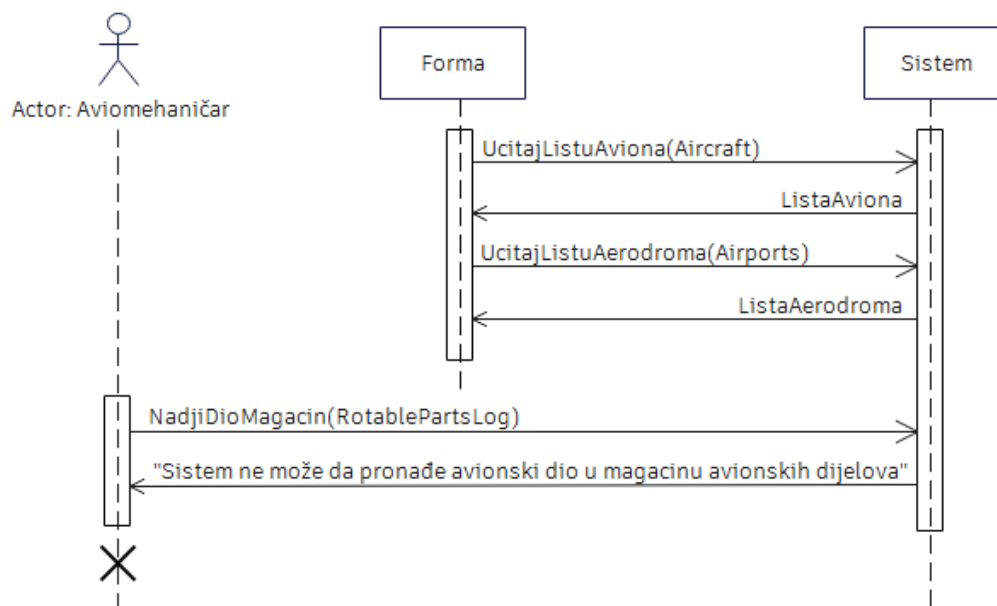 Forma
Sistem
Actor: Aviomehaničar
UcitajListuAviona(Aircraft)
ListaAviona
UcitajListuAerodroma(Airports)
ListaAerodroma
NadjiDioMagacin(RotablePartsLog)
"Sistem ne može da pronađe avionski dio u magacinu avionskih dijelova"